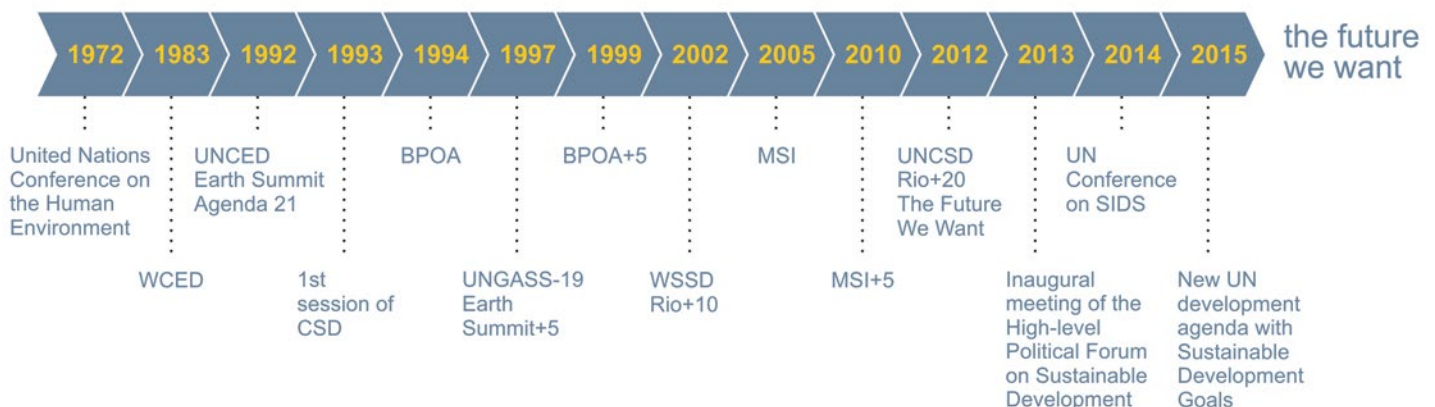 1972 1983 1992 1993 1994 1997 1999 2002 2005 2010 2012 2013 2014 2015
the future
we want
United Nations
Conference on
the Human
Environment
WCED
UNCED
Earth Summit
Agenda 21
1st
session of
CSD
BPOA
UNGASS-19
Earth
Summit+5
BPOA+5
WSSD
Rio+10
MSI
MSI+5
UNCSD
Rio+20
The Future
We Want
Inaugural
meeting of the
High-level
Political Forum
on Sustainable
Development
UN
Conference
on SIDS
New UN
development
agenda with
Sustainable
Development
Goals